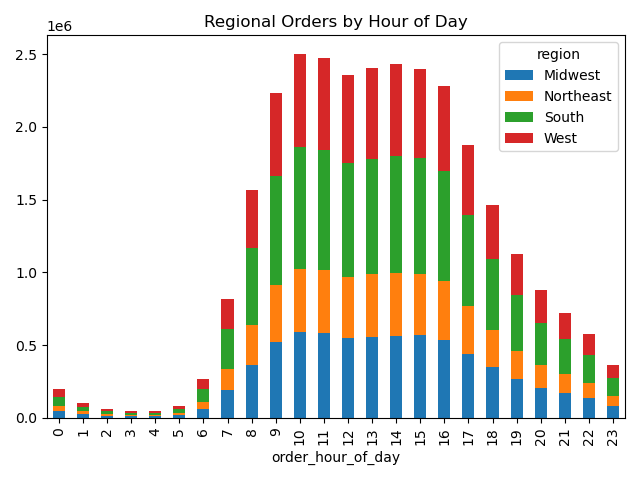 Regional Orders by Hour of Day
1e6
region
Midwest
Northeast
South
West
2.5
2.0
1.5
1.0
0.5
0.0
0 1 2 3 4 5 6 7 8 9 10 11 12 13 14 15 16 17 18 19 20 21 22 23
order_hour_of_day